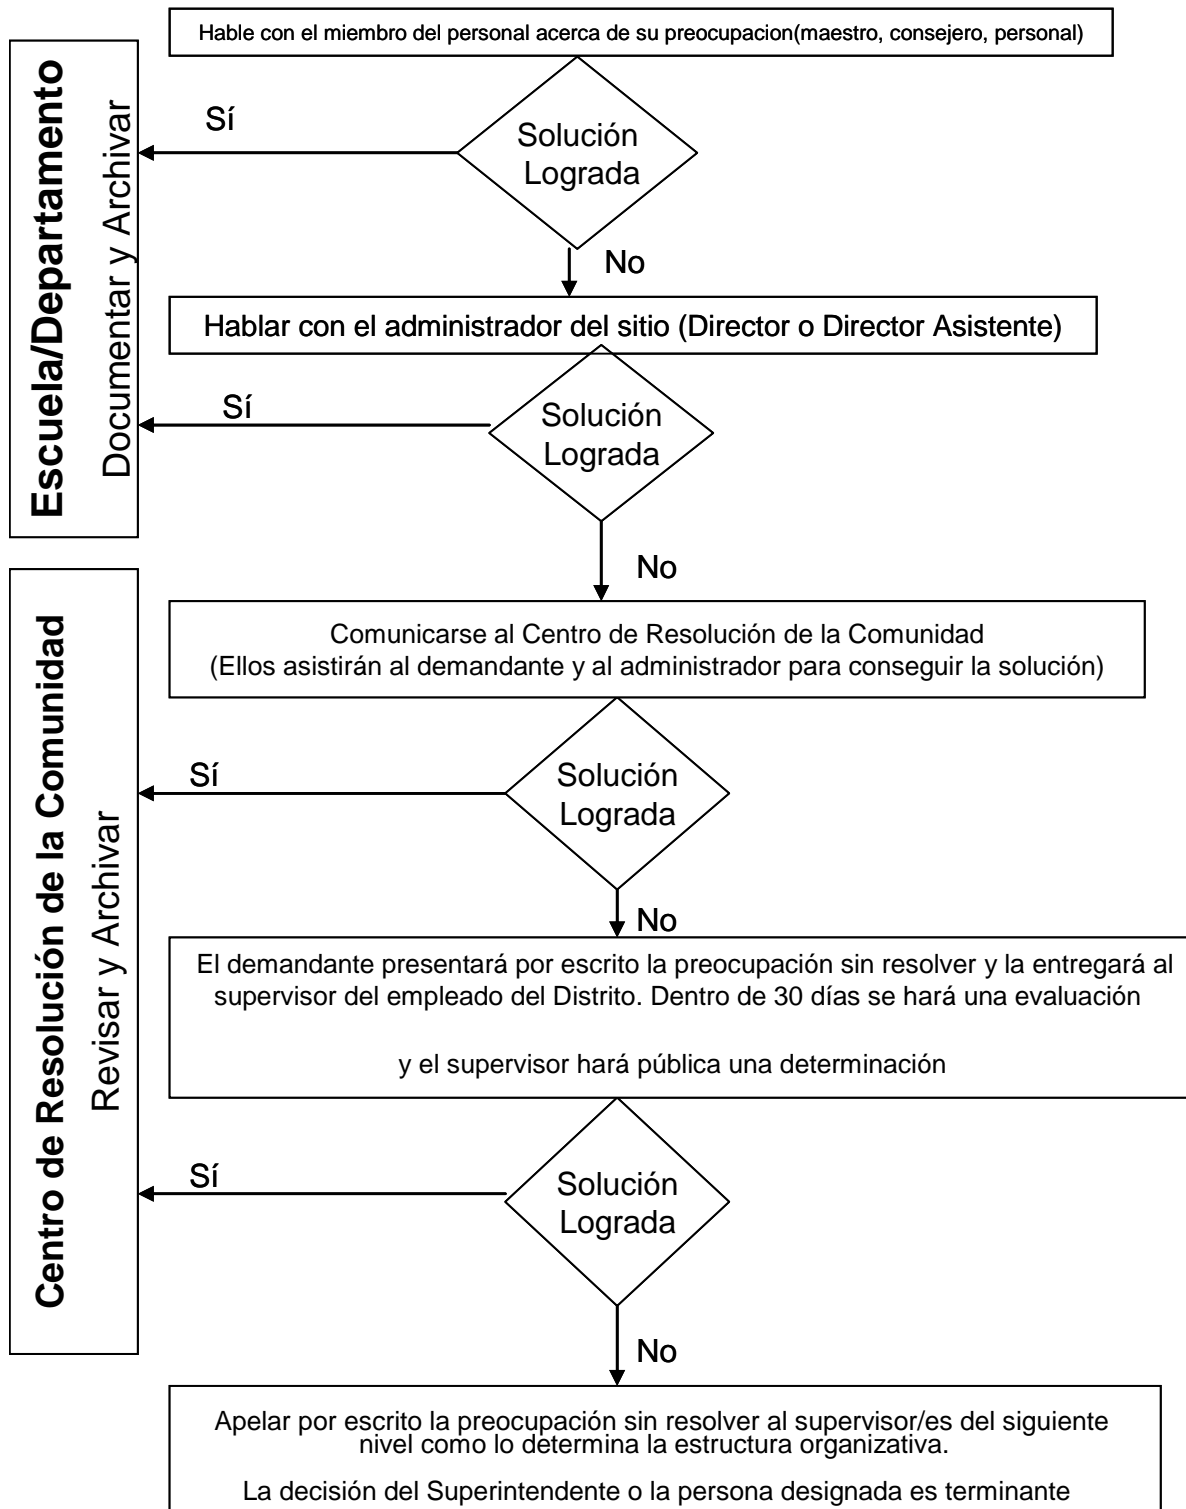 Hable con el miembro del personal acerca de su preocupacion(maestro, consejero, personal)
Escuela/Departamento
Documentar y Archivar
Sí
Solución
Lograda
No
Hablar con el administrador del sitio (Director o Director Asistente)
Sí
Solución
Lograda
No
Centro de Resolución de la Comunidad
Revisar y Archivar
Comunicarse al Centro de Resolución de la Comunidad
(Ellos asistirán al demandante y al administrador para conseguir la solución)
Sí
Solución
Lograda
No
El demandante presentará por escrito la preocupación sin resolver y la entregará al
supervisor del empleado del Distrito. Dentro de 30 días se hará una evaluación
y el supervisor hará pública una determinación
Sí
Solución
Lograda
No
Apelar por escrito la preocupación sin resolver al supervisor/es del siguiente
nivel como lo determina la estructura organizativa.
La decisión del Superintendente o la persona designada es terminante